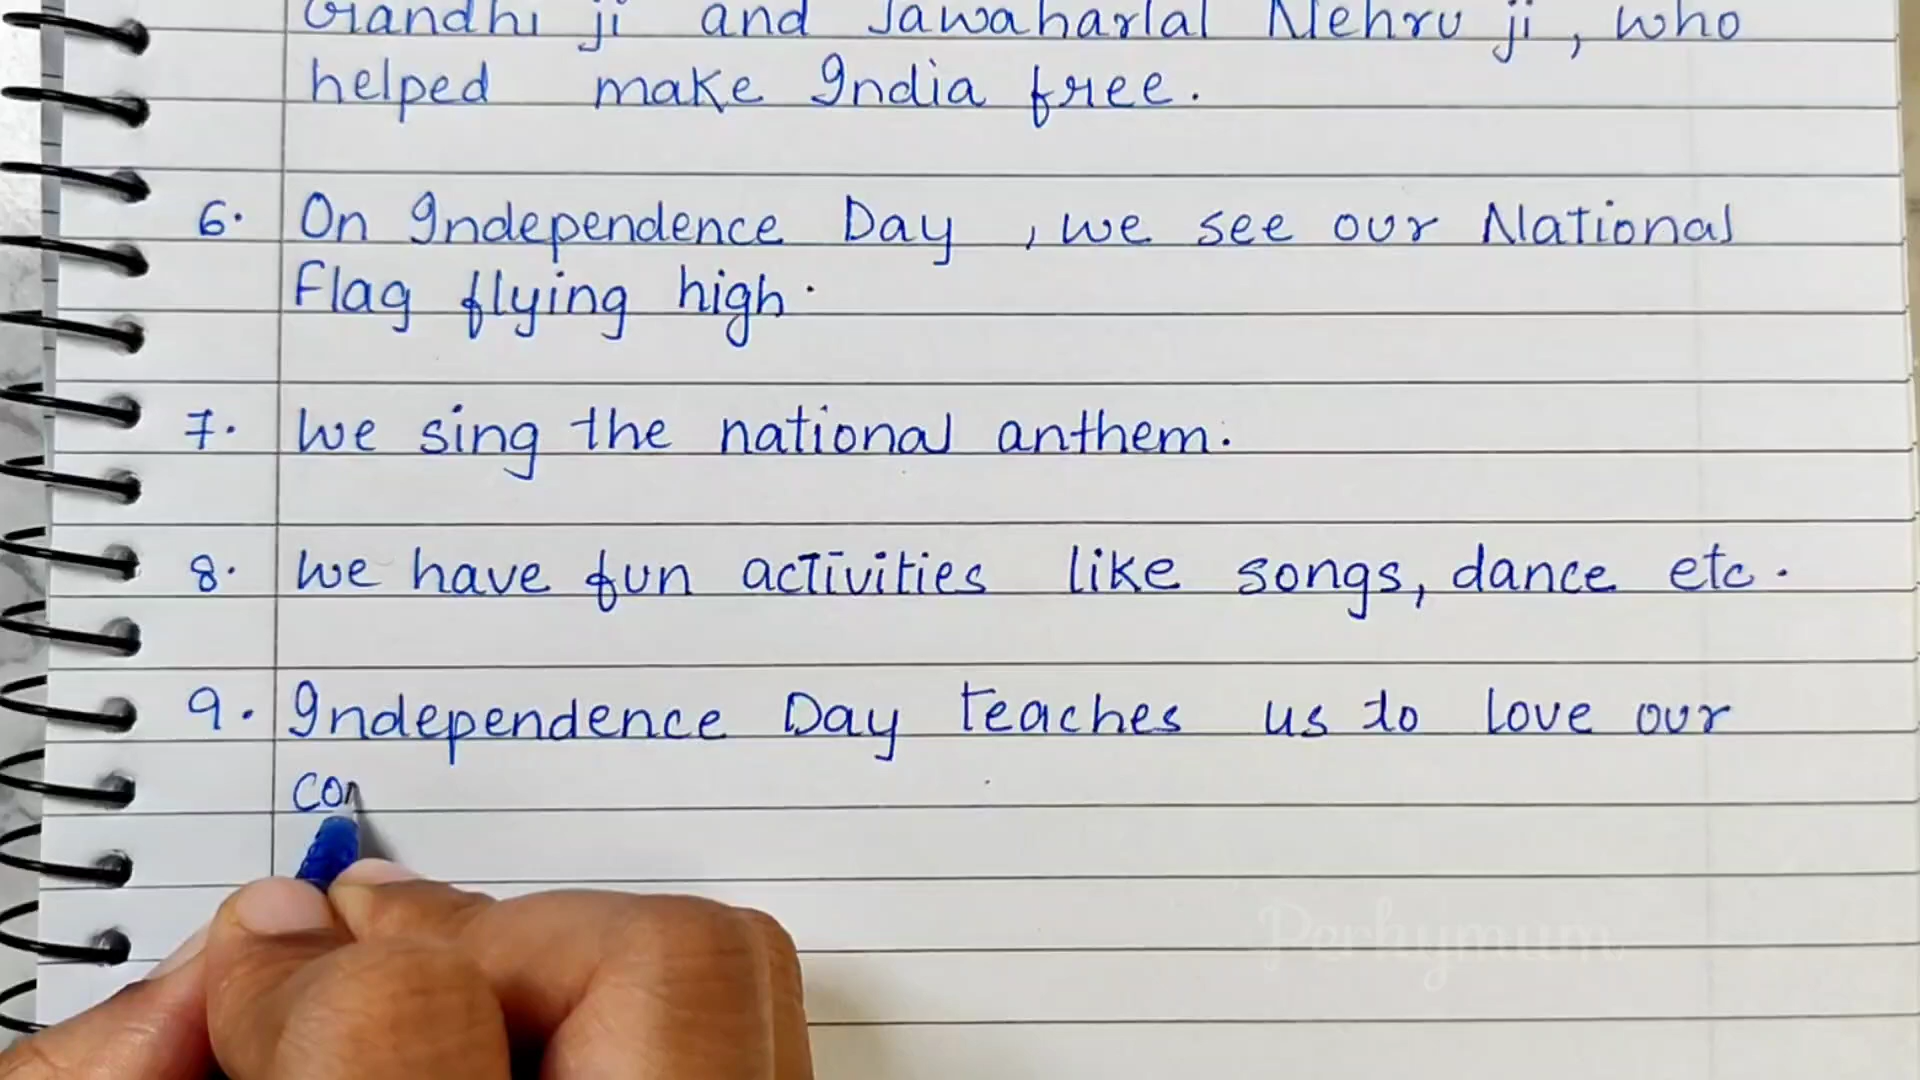 Gandhi ji and Jawaharlal Nehru ji, who
helped make India free.
6. On Independence Day, we see our National
Flag flying high.
7. We sing the national anthem.
8. We have fun activities like songs, dance etc.
9. Independence Day teaches us to love our
Perhymum